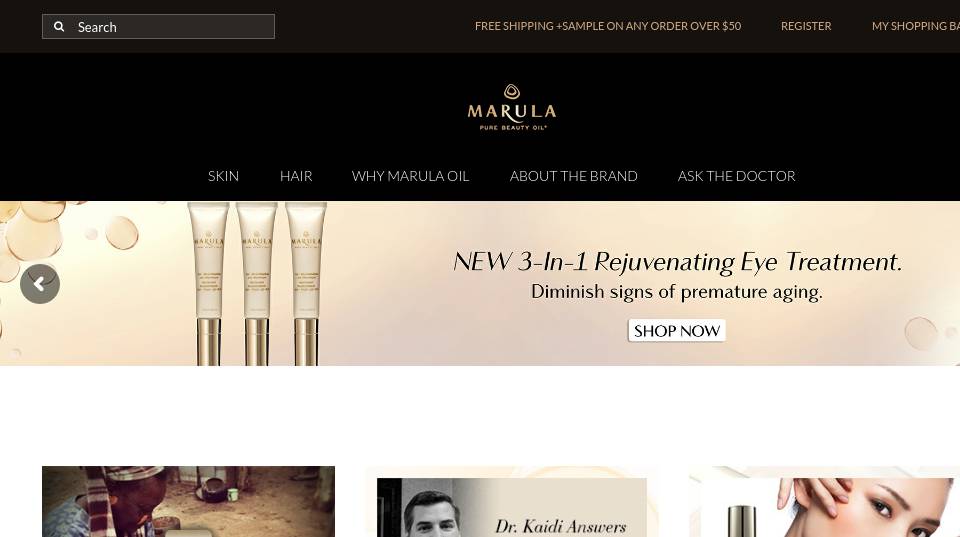 Search
FREE SHIPPING +SAMPLE ON ANY ORDER OVER $50
REGISTER
MY SHOPPING BA
MARULA
PURE BEAUTY OIL
SKIN
HAIR
WHY MARULA OIL
ABOUT THE BRAND
ASK THE DOCTOR
MARULA
MARULA
MARULA
NEW 3-In-1 Rejuvenating Eye Treatment.
Diminish signs of premature aging.
SHOP NOW
Dr. Kaidi Answers